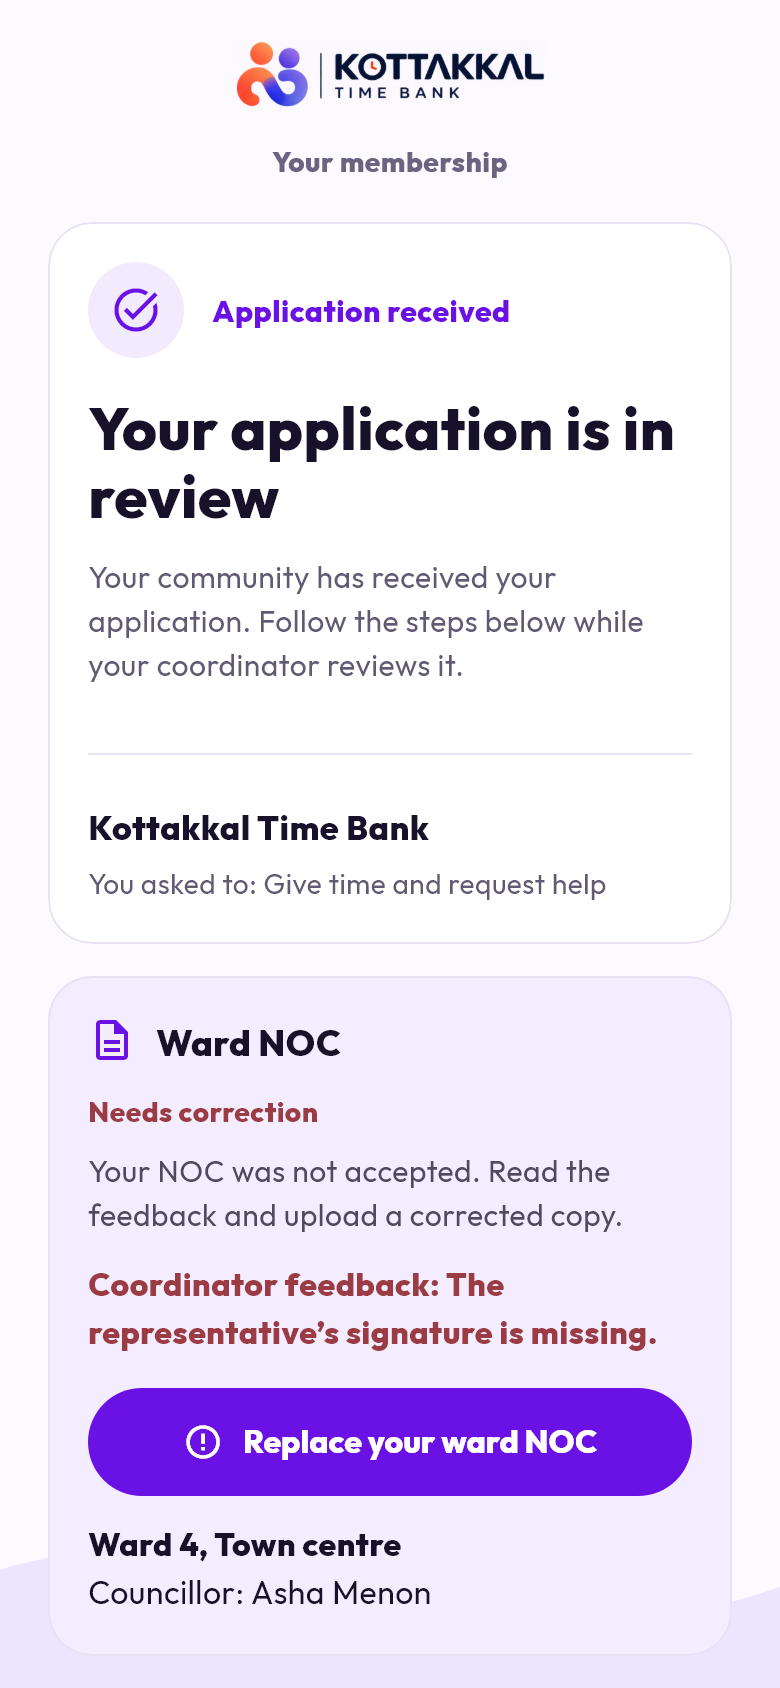 KOTTAKKAL
TIME BANK
Your membership
Application received
Your application is in
review
Your community has received your
application. Follow the steps below while
your coordinator reviews it.
Kottakkal Time Bank
You asked to: Give time and request help
Ward NOC
Needs correction
Your NOC was not accepted. Read the
feedback and upload a corrected copy.
Coordinator feedback: The
representative’s signature is missing.
Replace your ward NOC
Ward 4, Town centre
Councillor: Asha Menon